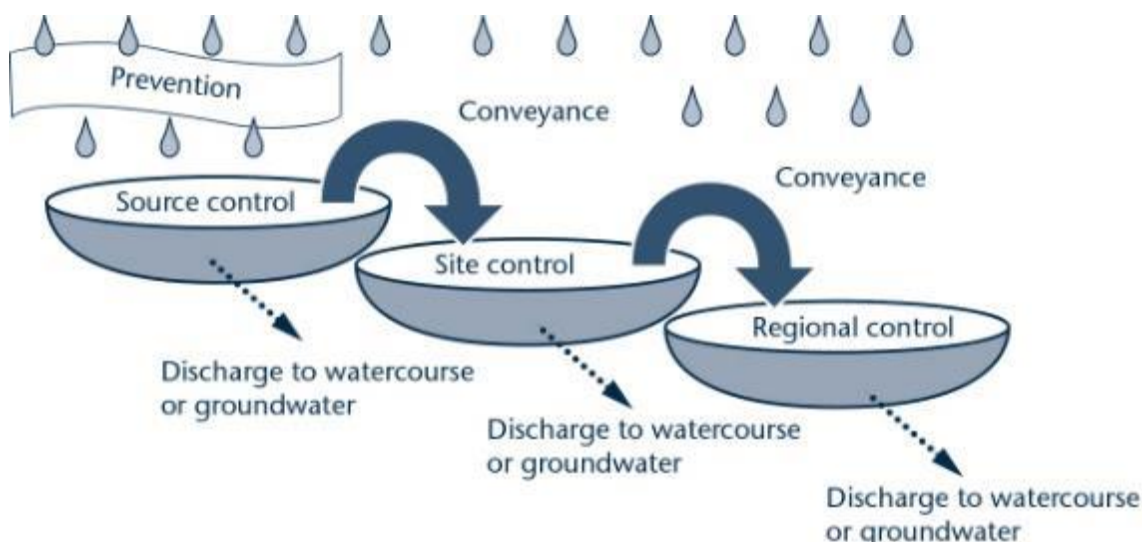 Prevention
Conveyance
Conveyance
Source control
Site control
Regional control
Discharge to watercourse
or groundwater
Discharge to watercourse
or groundwater
Discharge to watercourse
or groundwater